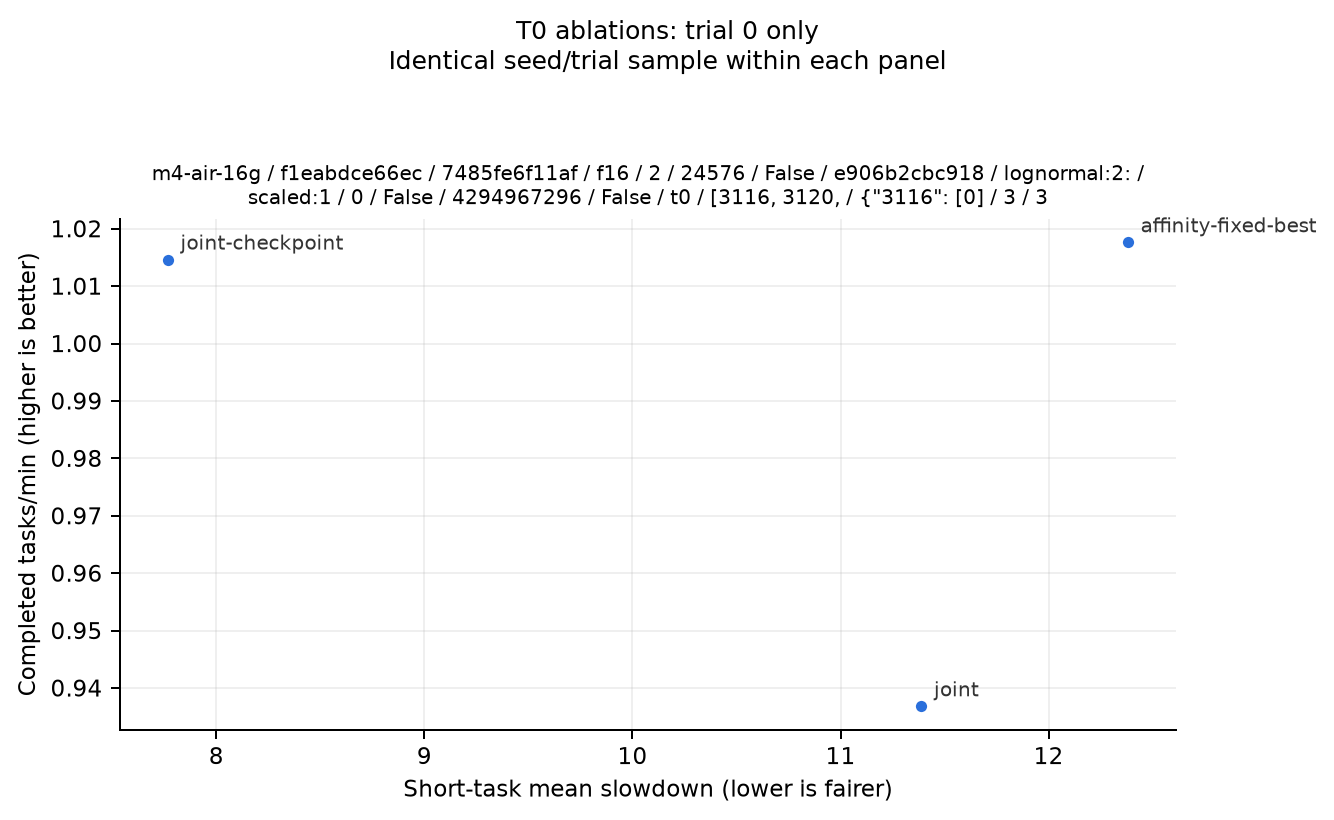 T0 ablations: trial 0 only
Identical seed/trial sample within each panel
m4-air-16g / f1eabdce66ec / 7485fe6f11af / f16 / 2 / 24576 / False / e906b2cbc918 / lognormal:2: /
scaled:1 / 0 / False / 4294967296 / False / t0 / [3116, 3120, / {"3116": [0] / 3 / 3
1.02
1.01
1.00
0.99
0.98
0.97
0.96
0.95
0.94
Completed tasks/min (higher is better)
joint-checkpoint
affinity-fixed-best
joint
8
9
10
11
12
Short-task mean slowdown (lower is fairer)